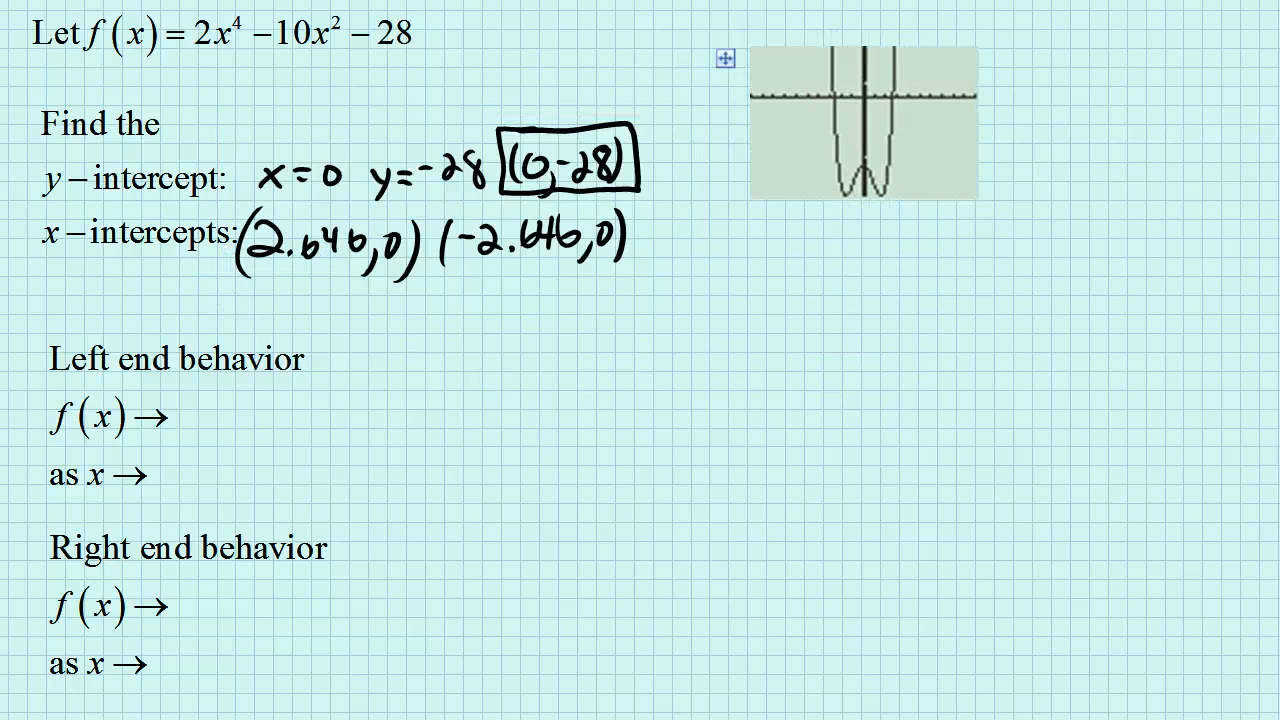 Let f(x) = 2x⁴ − 10x² − 28
Find the
y − intercept: x = 0 y = -28 (0, -28)
x − intercepts: (2.646, 0) (-2.646, 0)
Left end behavior
f(x) →
as x →
Right end behavior
f(x) →
as x →